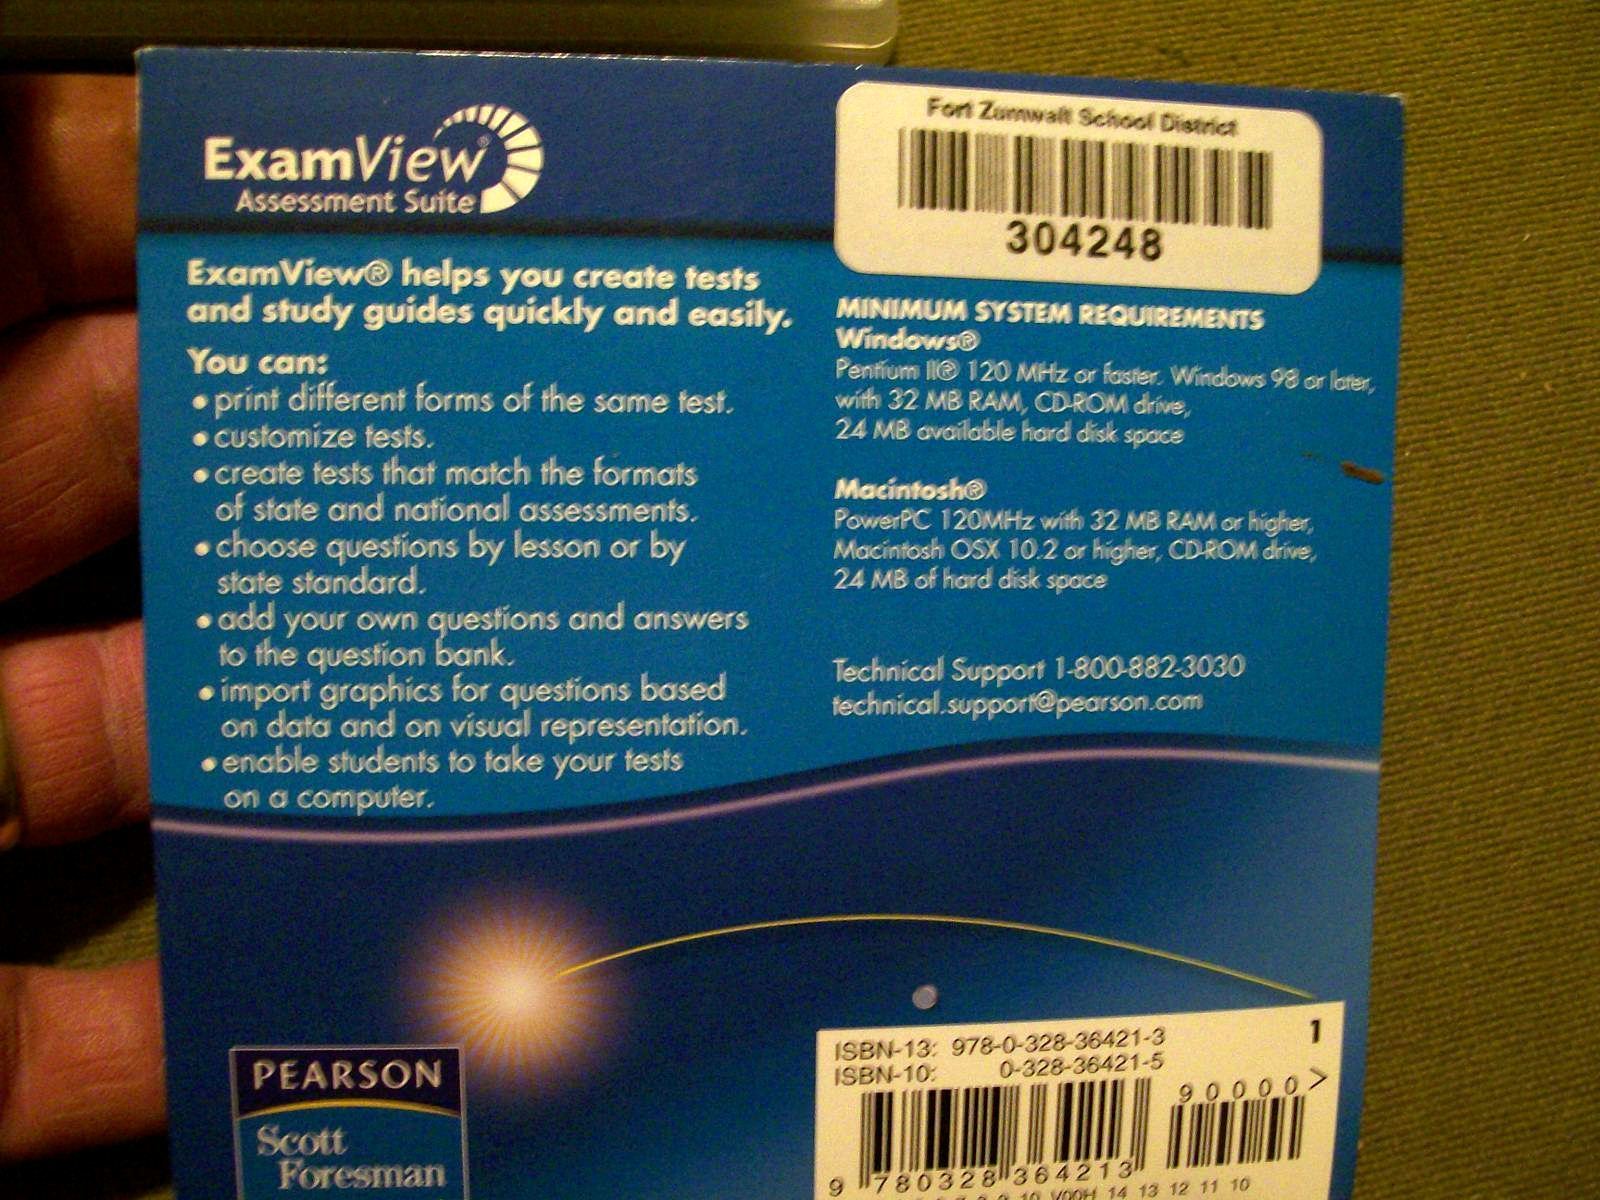 ExamView®
Assessment Suite
Fort Zumwalt School District
304248
ExamView® helps you create tests
and study guides quickly and easily.
You can:
• print different forms of the same test.
• customize tests.
• create tests that match the formats
of state and national assessments.
• choose questions by lesson or by
state standard.
• add your own questions and answers
to the question bank.
• import graphics for questions based
on data and on visual representation.
• enable students to take your tests
on a computer.
MINIMUM SYSTEM REQUIREMENTS
Windows®
Pentium II® 120 MHz or faster, Windows 98 or later,
with 32 MB RAM, CD-ROM drive,
24 MB available hard disk space
Macintosh®
PowerPC 120MHz with 32 MB RAM or higher,
Macintosh OSX 10.2 or higher, CD-ROM drive,
24 MB of hard disk space
Technical Support 1-800-882-3030
technical.support@pearson.com
PEARSON
Scott
Foresman
1
ISBN-13: 978-0-328-36421-3
ISBN-10: 0-328-36421-5
90000>
9 780328 364213
10 V00H 14 13 12 11 10